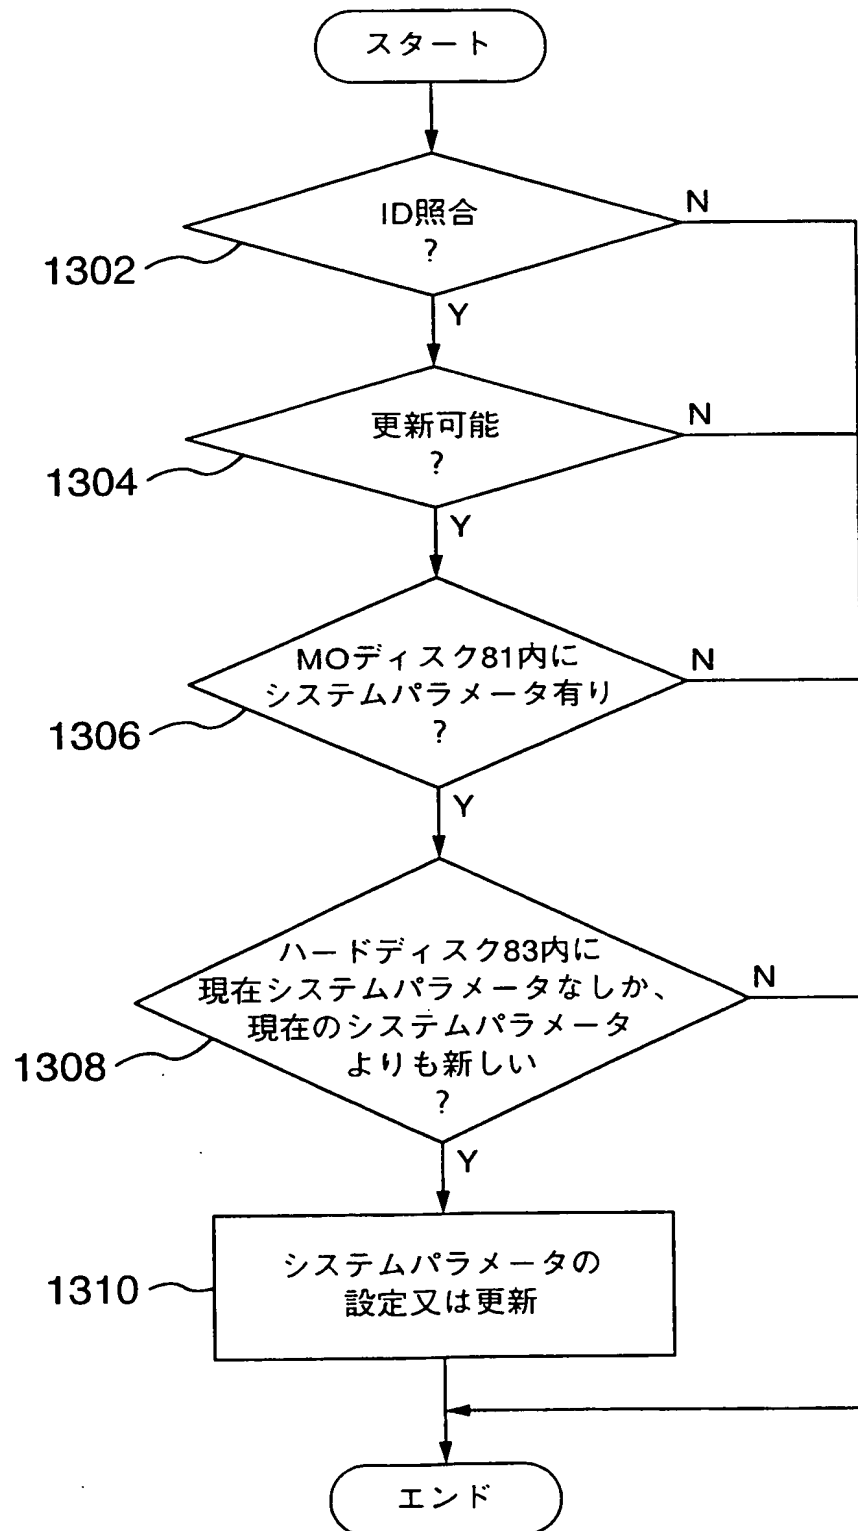 スタート
ID照合
?
N
1302
Y
更新可能
?
N
1304
Y
MOディスク81内に
システムパラメータ有り
?
N
1306
Y
ハードディスク83内に
現在システムパラメータなしか、
現在のシステムパラメータ
よりも新しい
?
N
1308
Y
システムパラメータの
設定又は更新
1310
エンド